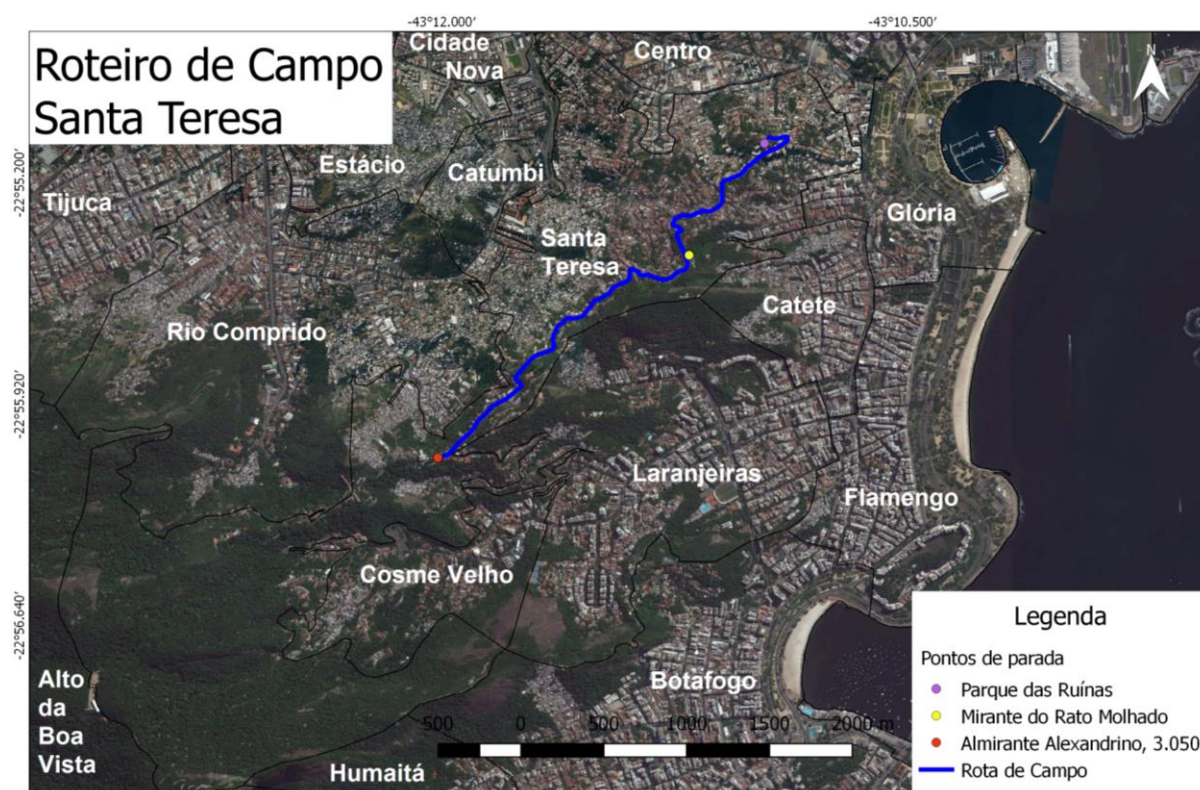 -43°12.000'
-43°10.500'
Roteiro de Campo
Santa Teresa
Cidade
Nova
Centro
N
-22°55.200'
Estácio
Catumbi
Tijuca
Glória
Santa
Teresa
Catete
Rio Comprido
-22°55.920'
Laranjeiras
Flamengo
Cosme Velho
-22°56.640'
Alto
da
Boa
Vista
Botafogo
Humaitá
500 0 500 1000 1500 2000 m
Legenda
Pontos de parada
Parque das Ruínas
Mirante do Rato Molhado
Almirante Alexandrino, 3.050
Rota de Campo